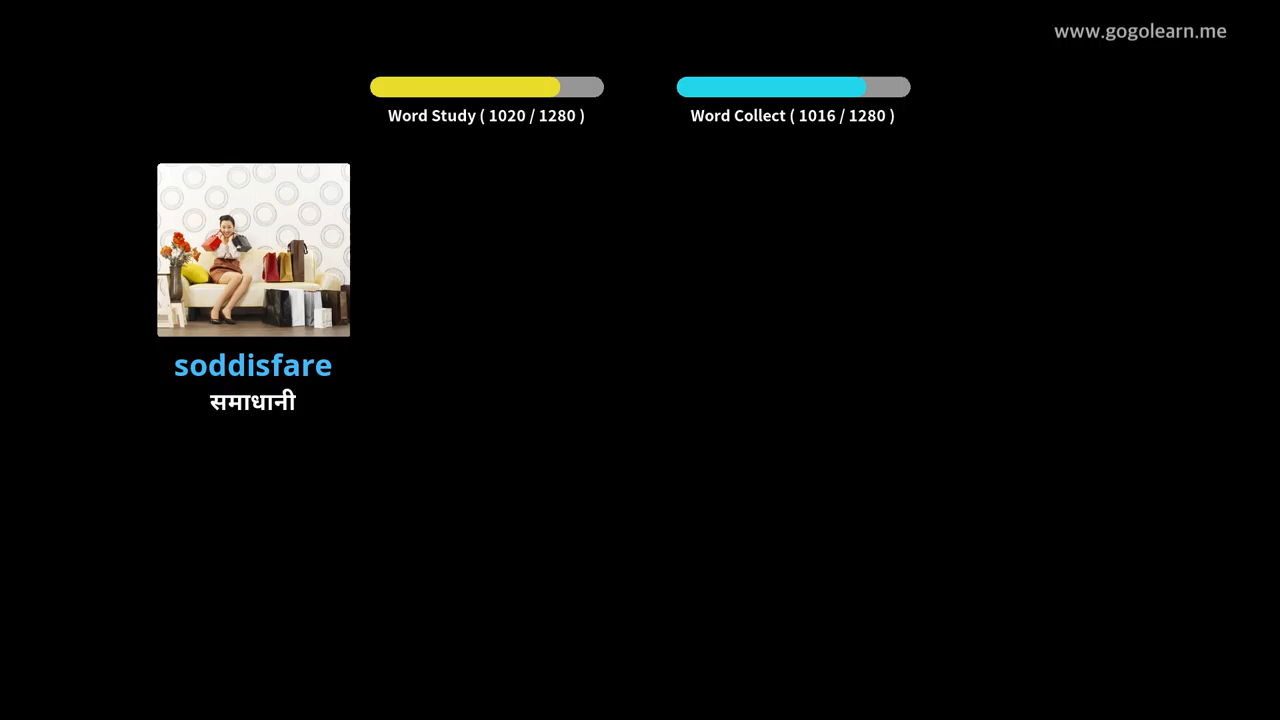 www.gogolearn.me
Word Study ( 1020 / 1280 )
Word Collect ( 1016 / 1280 )
soddisfare
समाधानी